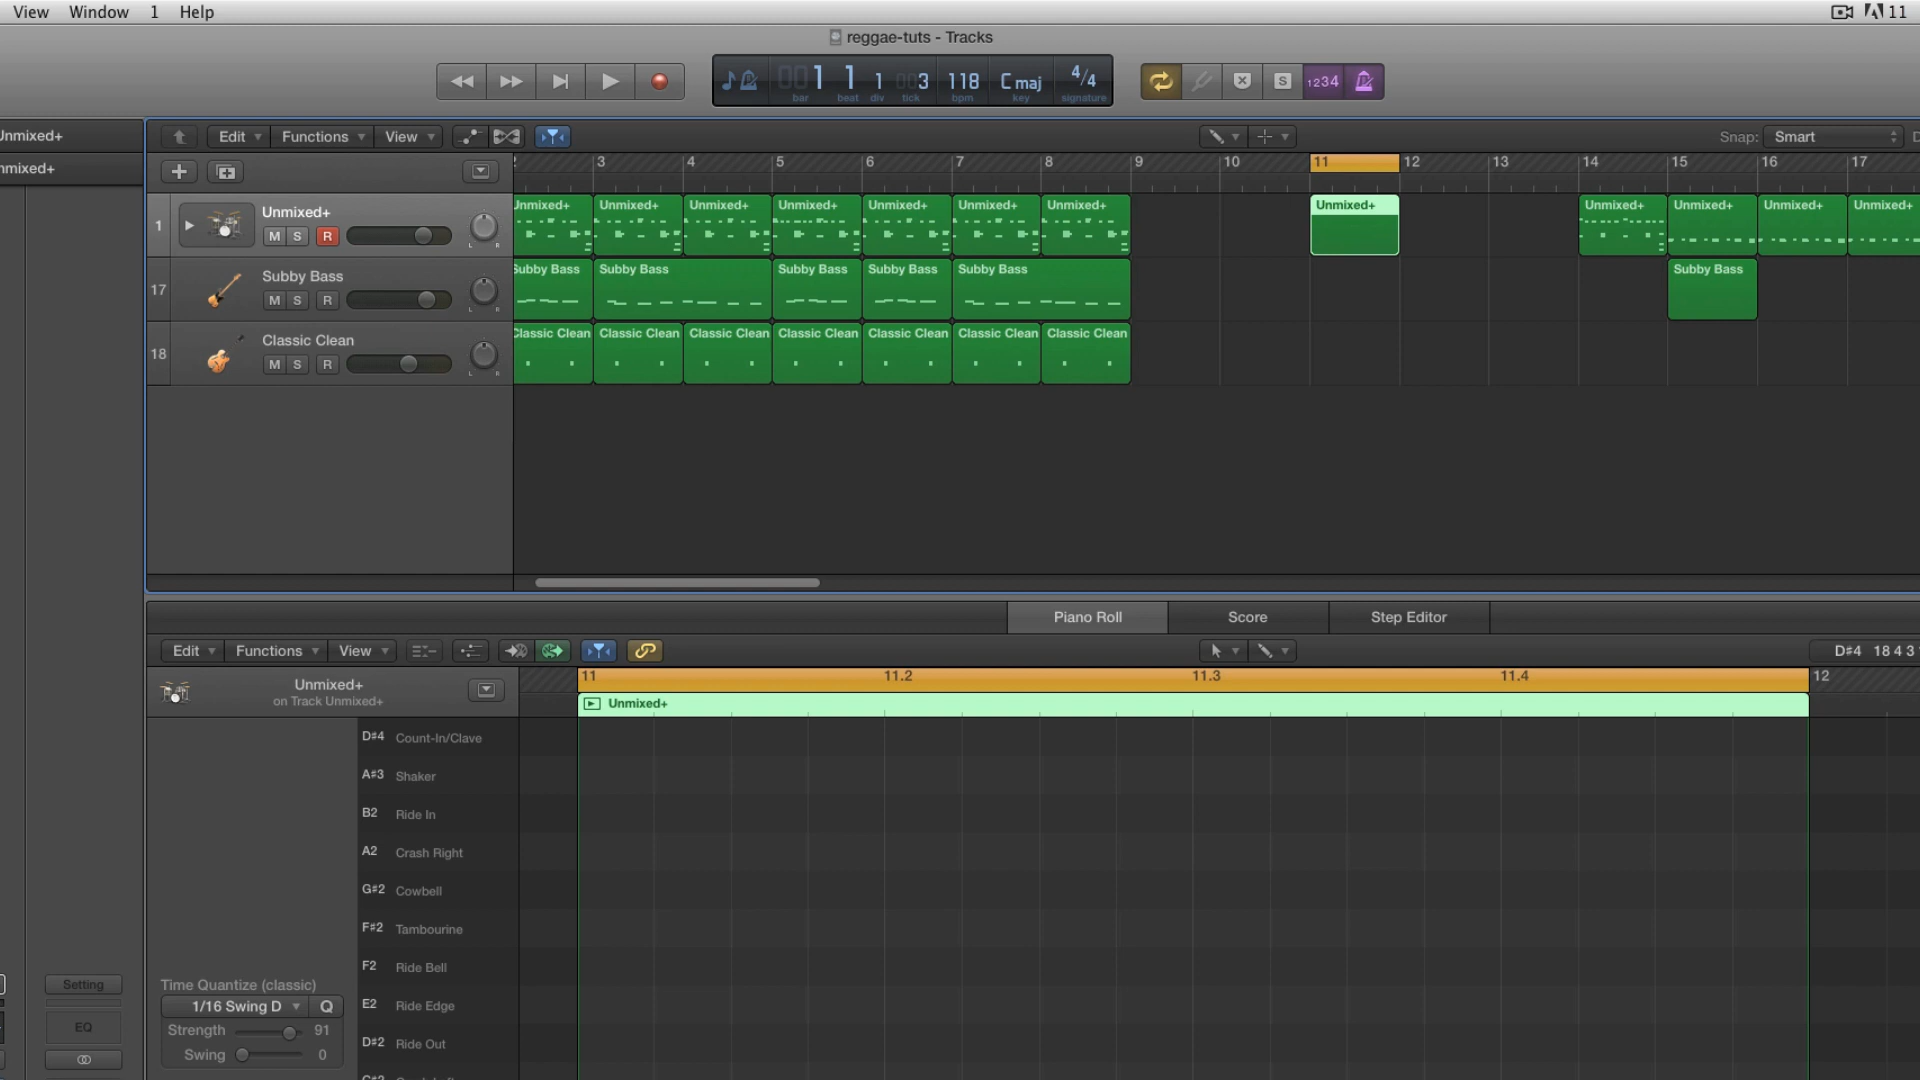 View Window 1 Help 11
reggae-tuts - Tracks
1 1 1 3 118 C maj 4/4
bar beat div tick bpm key signature
S 1234
Unmixed+
Edit Functions View Snap: Smart
3 4 5 6 7 8 9 10 11 12 13 14 15 16 17
1 Unmixed+ M S R L R
Unmixed+ Unmixed+ Unmixed+ Unmixed+ Unmixed+ Unmixed+ Unmixed+ Unmixed+ Unmixed+ Unmixed+ Unmixed+ Unmixed+
17 Subby Bass M S R L R
Subby Bass Subby Bass Subby Bass Subby Bass Subby Bass Subby Bass
18 Classic Clean M S R L R
Classic Clean Classic Clean Classic Clean Classic Clean Classic Clean Classic Clean Classic Clean
Piano Roll Score Step Editor
Edit Functions View D#4 18 4 3
Unmixed+
on Track Unmixed+
11 11.2 11.3 11.4 12
Unmixed+
D#4 Count-In/Clave
A#3 Shaker
B2 Ride In
A2 Crash Right
G#2 Cowbell
F#2 Tambourine
F2 Ride Bell
E2 Ride Edge
D#2 Ride Out
Setting
EQ
Time Quantize (classic)
1/16 Swing D Q
Strength 91
Swing 0